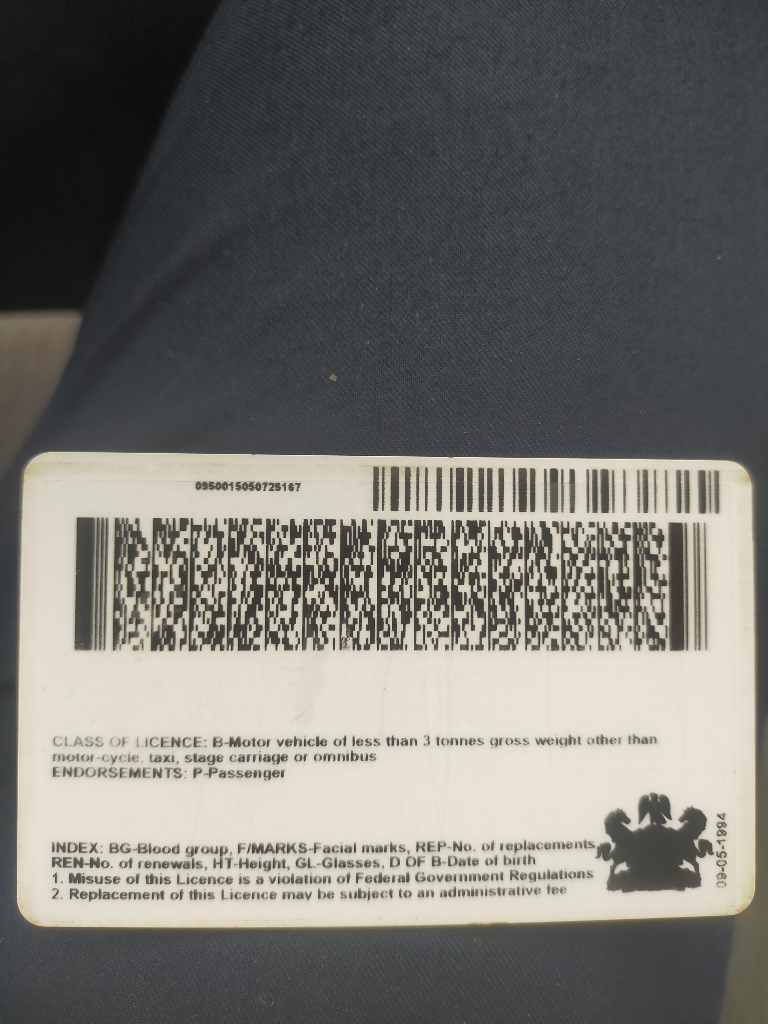 0950015050725167
CLASS OF LICENCE: B-Motor vehicle of less than 3 tonnes gross weight other than
motor-cycle, taxi, stage carriage or omnibus
ENDORSEMENTS: P-Passenger
INDEX: BG-Blood group, F/MARKS-Facial marks, REP-No. of replacements
REN-No. of renewals, HT-Height, GL-Glasses, D OF B-Date of birth
1. Misuse of this Licence is a violation of Federal Government Regulations
2. Replacement of this Licence may be subject to an administrative fee
09-05-1994